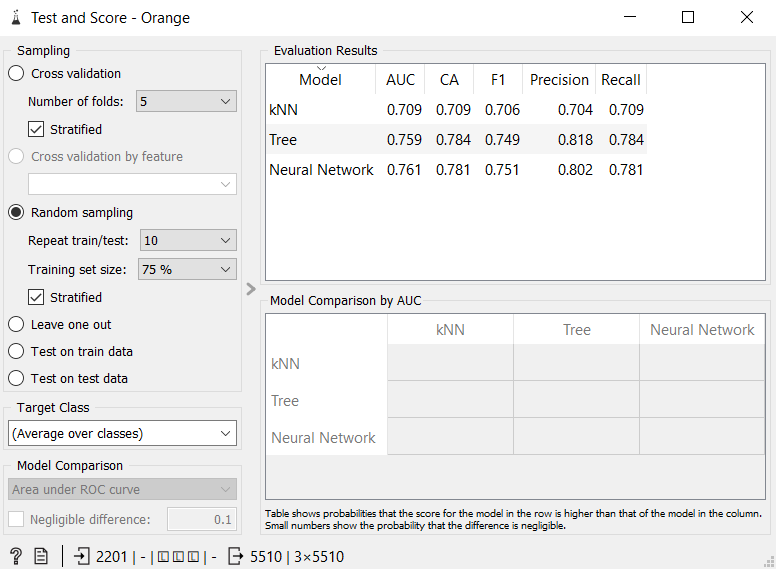 Test and Score - Orange
Sampling
Cross validation
Number of folds: 5
Stratified
Cross validation by feature
Random sampling
Repeat train/test: 10
Training set size: 75 %
Stratified
Leave one out
Test on train data
Test on test data
Target Class
(Average over classes)
Model Comparison
Area under ROC curve
Negligible difference: 0.1
Evaluation Results
Model AUC CA F1 Precision Recall
kNN 0.709 0.709 0.706 0.704 0.709
Tree 0.759 0.784 0.749 0.818 0.784
Neural Network 0.761 0.781 0.751 0.802 0.781
Model Comparison by AUC
kNN Tree Neural Network
kNN
Tree
Neural Network
Table shows probabilities that the score for the model in the row is higher than that of the model in the column.
Small numbers show the probability that the difference is negligible.
? 2201 | - | L L L | - 5510 | 3×5510